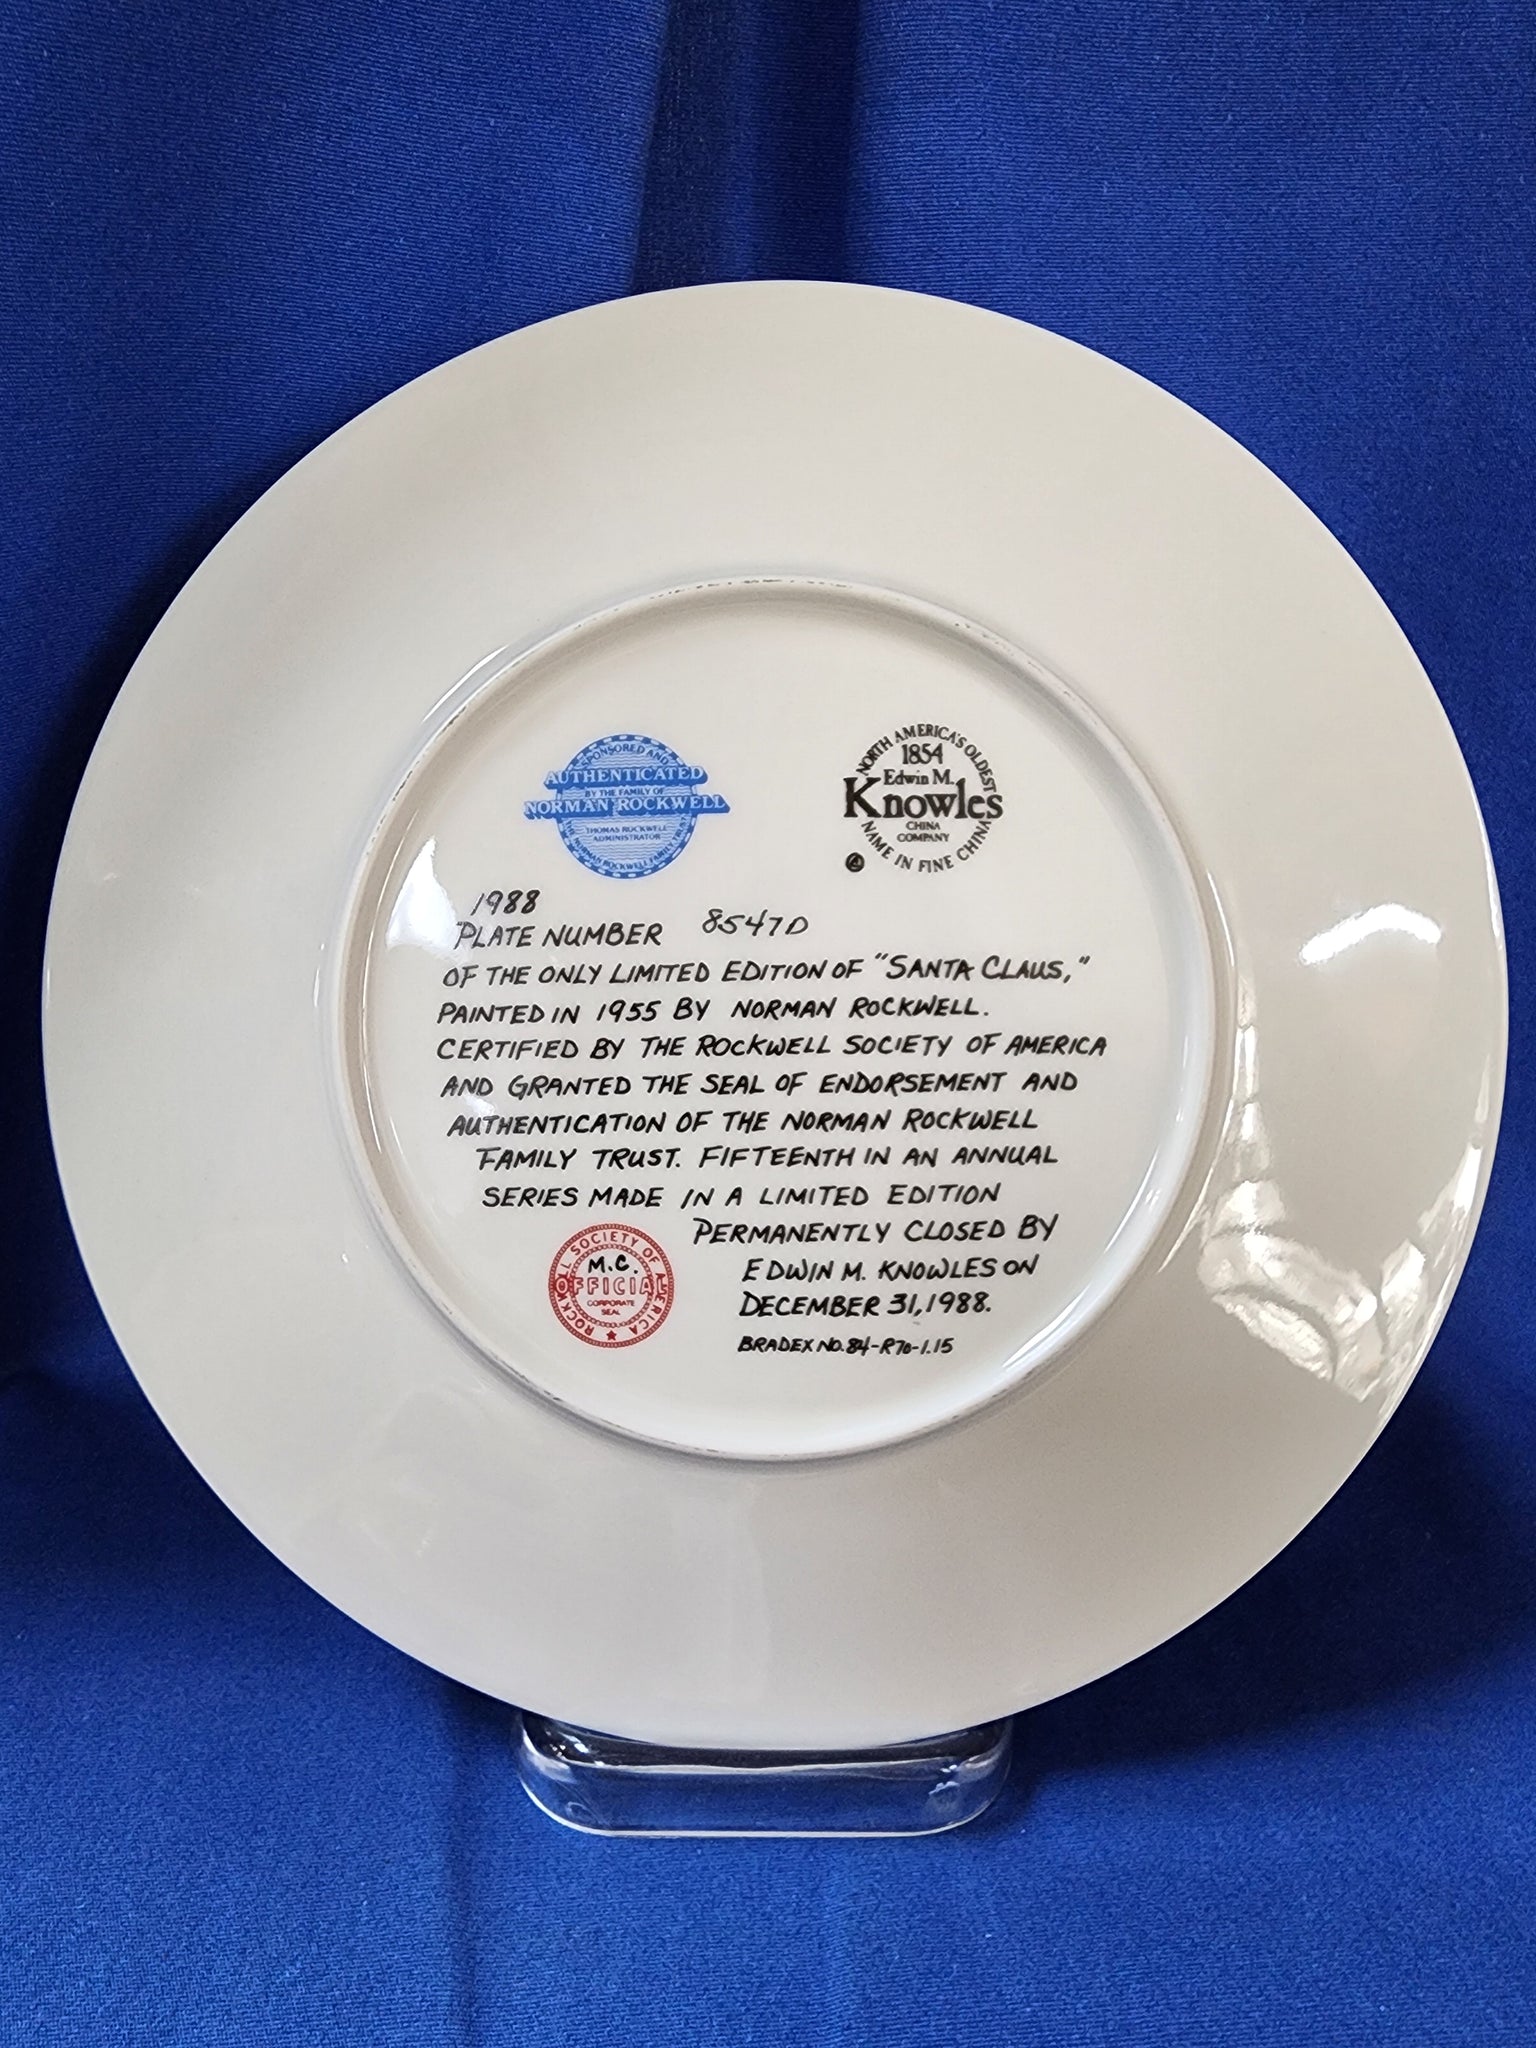 SPONSORED AND
AUTHENTICATED
BY THE FAMILY OF
NORMAN ROCKWELL
THOMAS ROCKWELL
ADMINISTRATOR
THE NORMAN ROCKWELL FAMILY TRUST
NORTH AMERICA'S OLDEST
1854
Edwin M.
Knowles
CHINA
COMPANY
NAME IN FINE CHINA
1988
PLATE NUMBER 8547D
OF THE ONLY LIMITED EDITION OF "SANTA CLAUS,"
PAINTED IN 1955 BY NORMAN ROCKWELL.
CERTIFIED BY THE ROCKWELL SOCIETY OF AMERICA
AND GRANTED THE SEAL OF ENDORSEMENT AND
AUTHENTICATION OF THE NORMAN ROCKWELL
FAMILY TRUST. FIFTEENTH IN AN ANNUAL
SERIES MADE IN A LIMITED EDITION
PERMANENTLY CLOSED BY
EDWIN M. KNOWLES ON
DECEMBER 31, 1988.
BRADEX NO. 84-R70-1.15
ROCKWELL SOCIETY OF AMERICA
M.C.
OFFICIAL
CORPORATE
SEAL